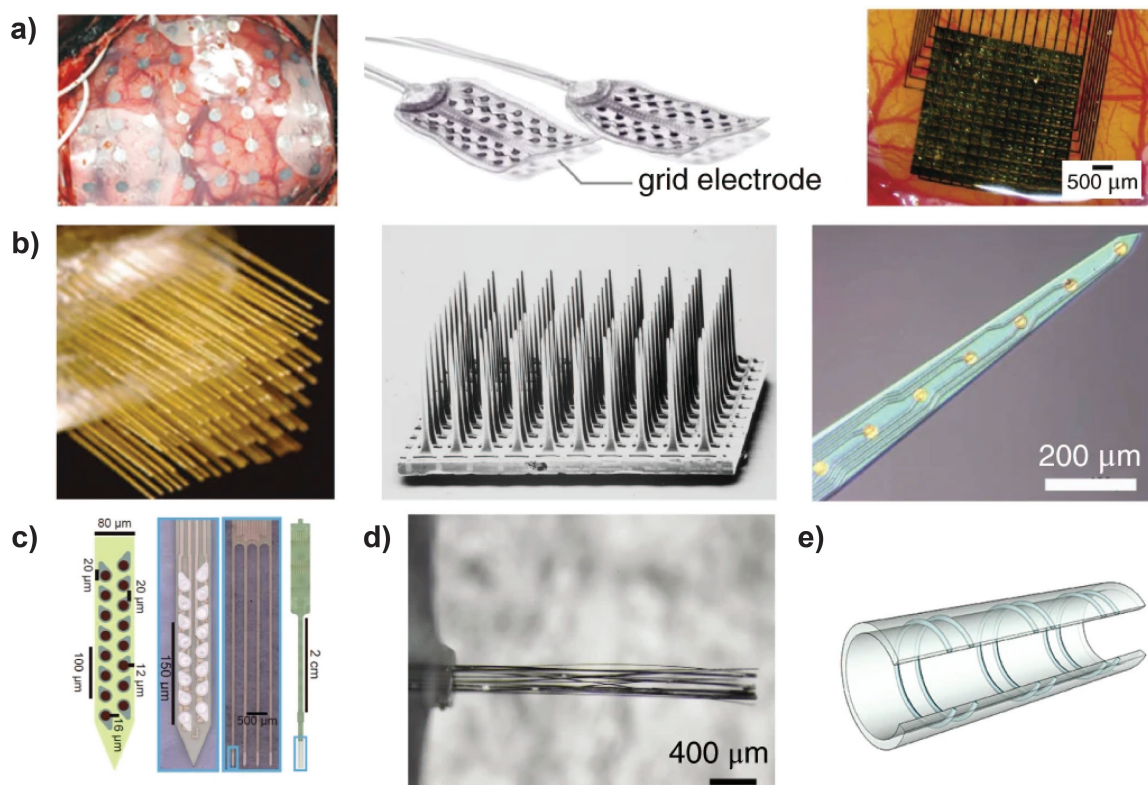 a)
grid electrode
500 µm
b)
200 µm
c)
80 µm
20 µm
20 µm
100 µm
12 µm
16 µm
150 µm
500 µm
2 cm
d)
400 µm
e)